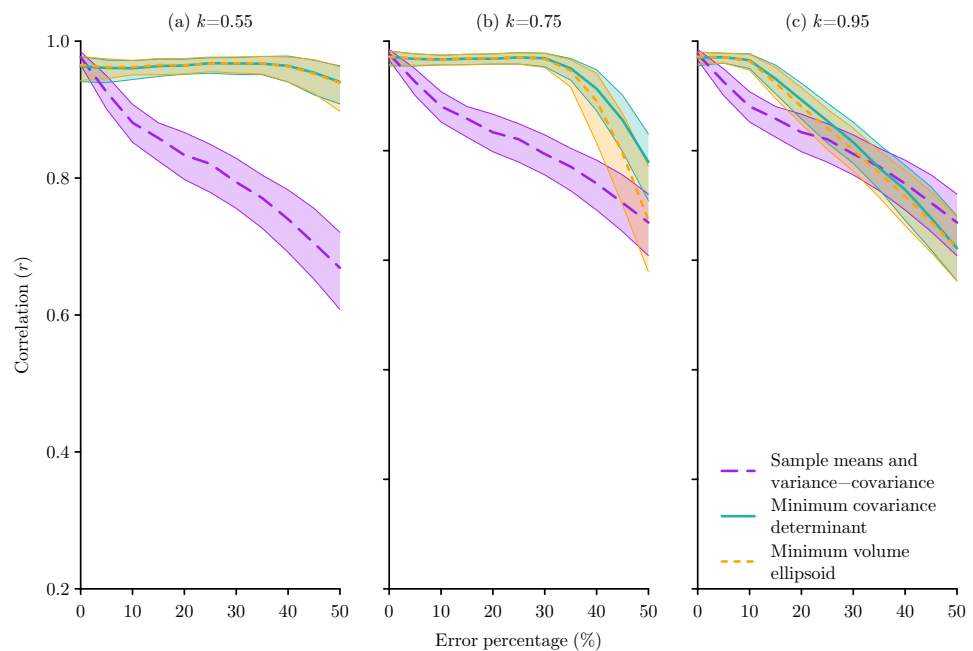 (a) k=0.55
(b) k=0.75
(c) k=0.95
Correlation (r)
1.0
0.8
0.6
0.4
0.2
0 10 20 30 40 50
0 10 20 30 40 50
0 10 20 30 40 50
Error percentage (%)
Sample means and
variance−covariance
Minimum covariance
determinant
Minimum volume
ellipsoid